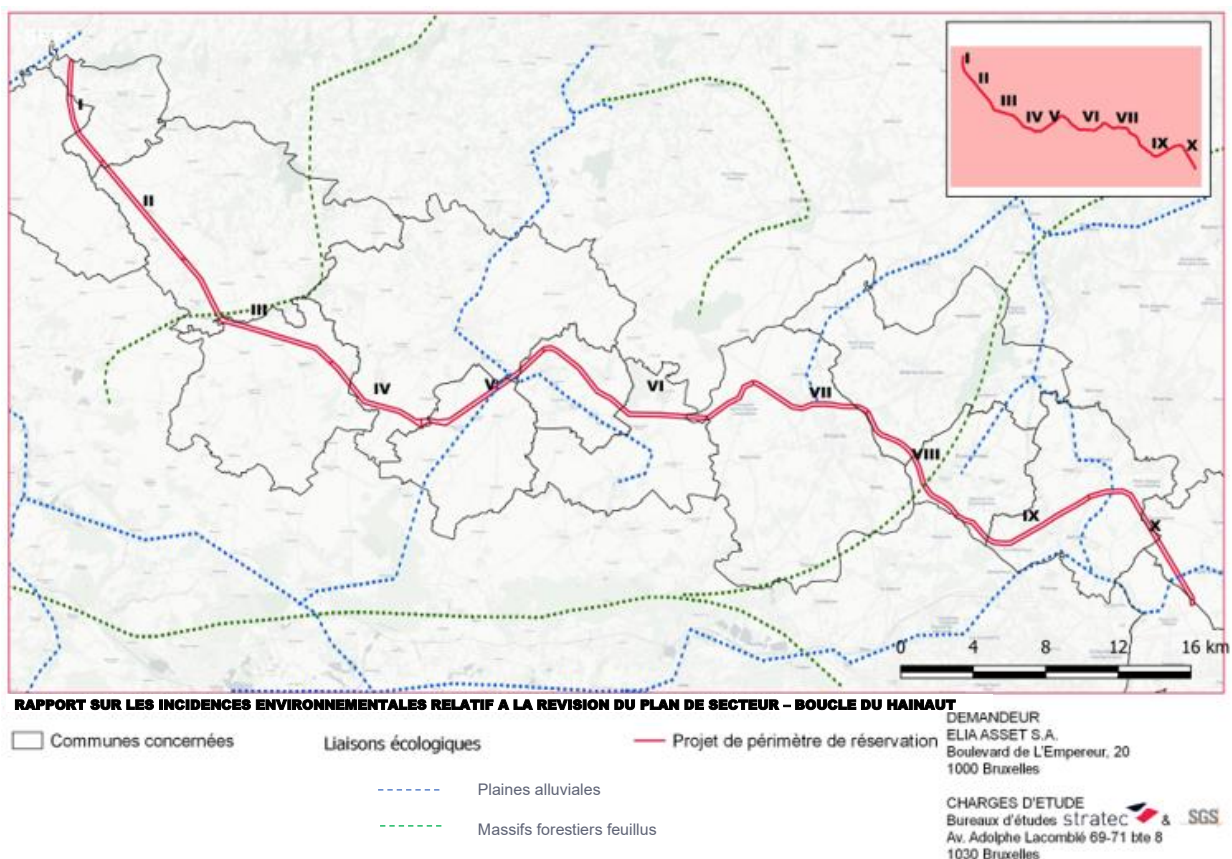 I
II
III
IV
V
VI
VII
VIII
IX
X
I
II
III
IV V
VI
VII
IX
X
0 4 8 12 16 km
RAPPORT SUR LES INCIDENCES ENVIRONNEMENTALES RELATIF A LA REVISION DU PLAN DE SECTEUR – BOUCLE DU HAINAUT
Communes concernées
Liaisons écologiques
Projet de périmètre de réservation
Plaines alluviales
Massifs forestiers feuillus
DEMANDEUR
ELIA ASSET S.A.
Boulevard de L'Empereur, 20
1000 Bruxelles
CHARGES D'ETUDE
Bureaux d'études stratec & SGS
Av. Adolphe Lacomblé 69-71 bte 8
1030 Bruxelles